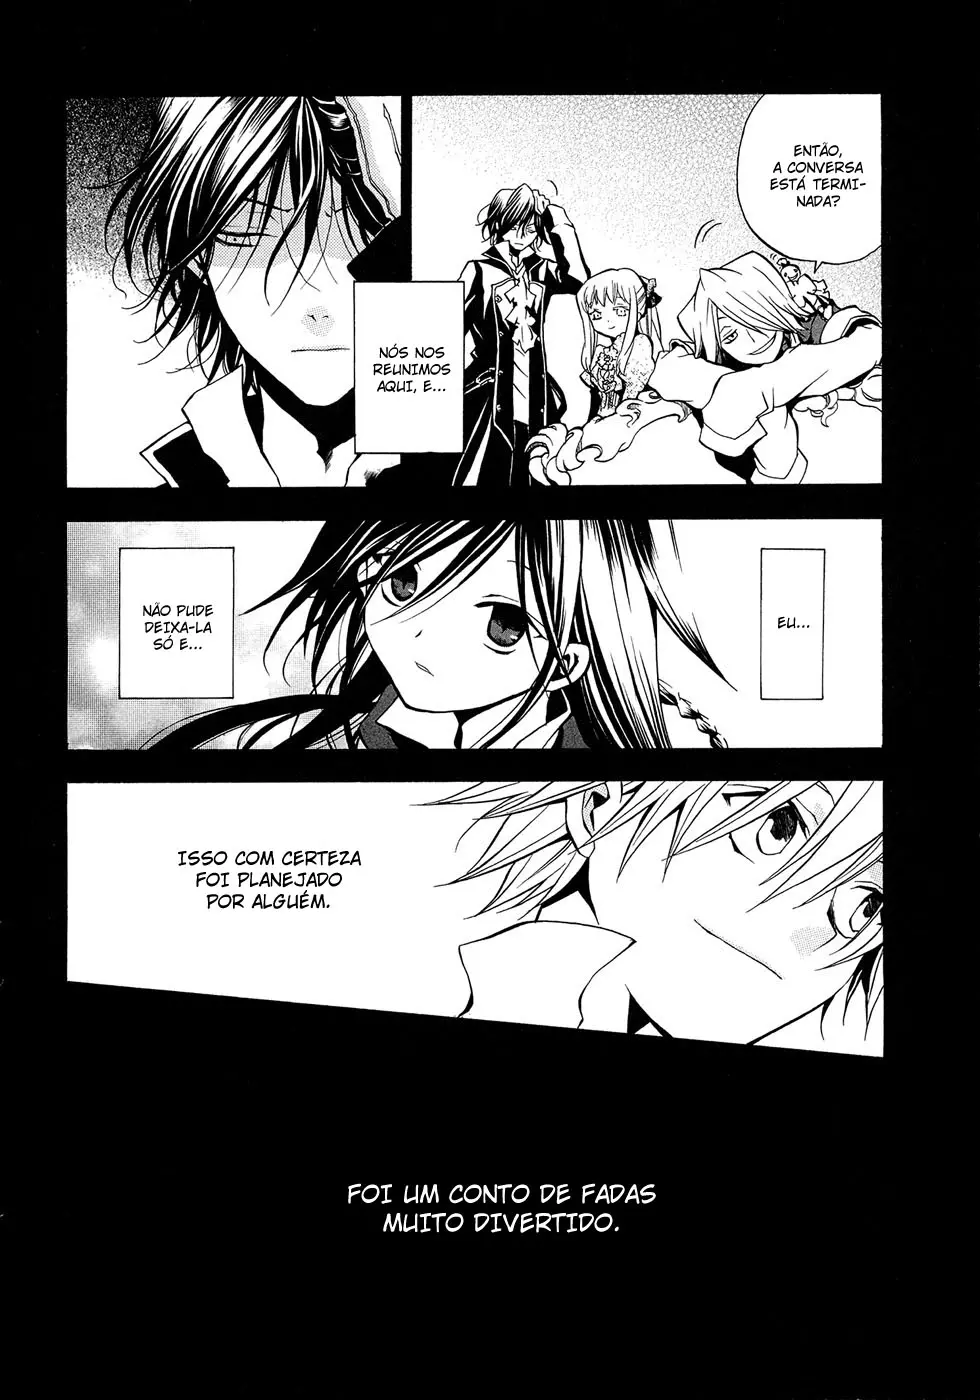 ENTÃO,
A CONVERSA
ESTÁ TERMI-
NADA?
NÓS NOS
REUNIMOS
AQUI, E...
EU...
NÃO PUDE
DEIXA-LA
SÓ E...
ISSO COM CERTEZA
FOI PLANEJADO
POR ALGUÉM.
FOI UM CONTO DE FADAS
MUITO DIVERTIDO.